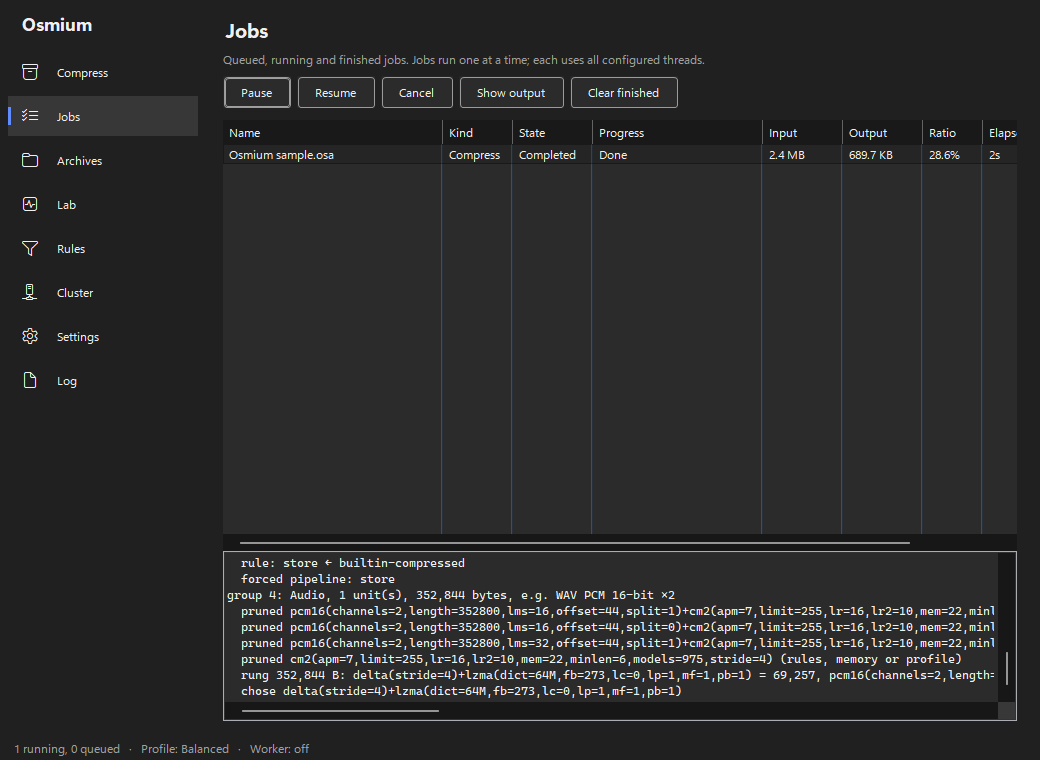 Osmium
Compress
Jobs
Archives
Lab
Rules
Cluster
Settings
Log
Jobs
Queued, running and finished jobs. Jobs run one at a time; each uses all configured threads.
Pause Resume Cancel Show output Clear finished
Name Kind State Progress Input Output Ratio Elaps
Osmium sample.osa Compress Completed Done 2.4 MB 689.7 KB 28.6% 2s
rule: store ← builtin-compressed
forced pipeline: store
group 4: Audio, 1 unit(s), 352,844 bytes, e.g. WAV PCM 16-bit ×2
pruned pcm16(channels=2,length=352800,lms=16,offset=44,split=1)+cm2(apm=7,limit=255,lr=16,lr2=10,mem=22,minl
pruned pcm16(channels=2,length=352800,lms=16,offset=44,split=0)+cm2(apm=7,limit=255,lr=16,lr2=10,mem=22,minl
pruned pcm16(channels=2,length=352800,lms=32,offset=44,split=1)+cm2(apm=7,limit=255,lr=16,lr2=10,mem=22,minl
pruned cm2(apm=7,limit=255,lr=16,lr2=10,mem=22,minlen=6,models=975,stride=4) (rules, memory or profile)
rung 352,844 B: delta(stride=4)+lzma(dict=64M,fb=273,lc=0,lp=1,mf=1,pb=1) = 69,257, pcm16(channels=2,length=
chose delta(stride=4)+lzma(dict=64M,fb=273,lc=0,lp=1,mf=1,pb=1)
1 running, 0 queued · Profile: Balanced · Worker: off